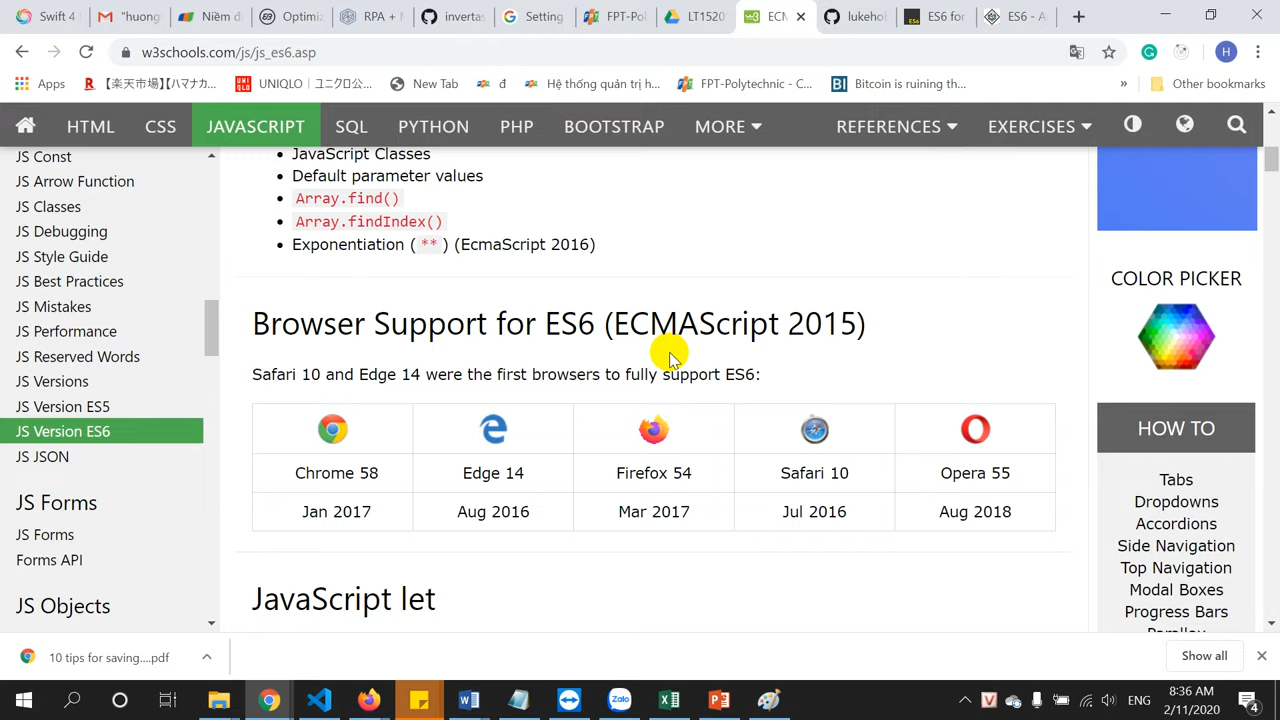 Swift 4
"huong
Niềm đ
Optimiz
RPA + M
inverta
Setting
FPT-Pol
LT152
ECM
lukeho
ES6 for
ES6 - A
w3schools.com/js/js_es6.asp
H
Apps
【楽天市場】【ハマナカ...
UNIQLO｜ユニクロ公...
New Tab
đ
Hệ thống quản trị h...
FPT-Polytechnic - C...
BI
Bitcoin is ruining th...
»
Other bookmarks
HTML
CSS
JAVASCRIPT
SQL
PYTHON
PHP
BOOTSTRAP
MORE
REFERENCES
EXERCISES
JS Const
JS Arrow Function
JS Classes
JS Debugging
JS Style Guide
JS Best Practices
JS Mistakes
JS Performance
JS Reserved Words
JS Versions
JS Version ES5
JS Version ES6
JS JSON
JS Forms
JS Forms
Forms API
JS Objects
JavaScript Classes
Default parameter values
Array.find()
Array.findIndex()
Exponentiation (**) (EcmaScript 2016)
Browser Support for ES6 (ECMAScript 2015)
Safari 10 and Edge 14 were the first browsers to fully support ES6:
Chrome 58
Edge 14
Firefox 54
Safari 10
Opera 55
Jan 2017
Aug 2016
Mar 2017
Jul 2016
Aug 2018
JavaScript let
COLOR PICKER
HOW TO
Tabs
Dropdowns
Accordions
Side Navigation
Top Navigation
Modal Boxes
Progress Bars
Parallax
10 tips for saving....pdf
Show all
Zalo
ENG
8:36 AM
2/11/2020
4